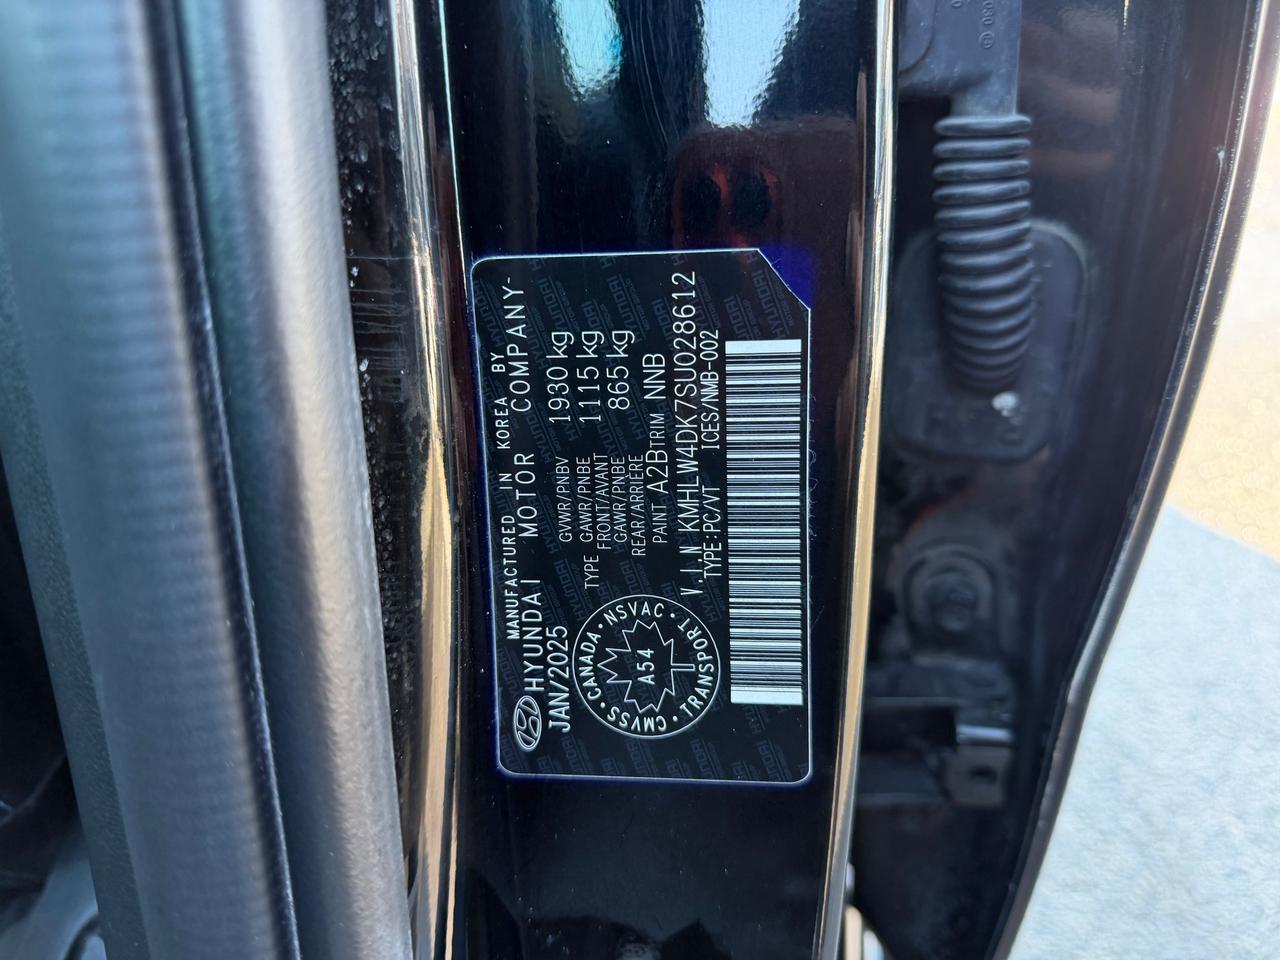 MANUFACTURED IN KOREA BY
HYUNDAI MOTOR COMPANY-
JAN/2025
GVWR/PNBV 1930 kg
TYPE GAWR/PNBE 1115 kg
FRONT/AVANT
GAWR/PNBE 865 kg
REAR/ARRIERE
PAINT A2B TRIM NNB
V.I.N KMHLW4DK7SU028612
TYPE:PC/VT ICES/NMB-002
CANADA • NSVAC • TRANSPORT • CMVSS •
A54